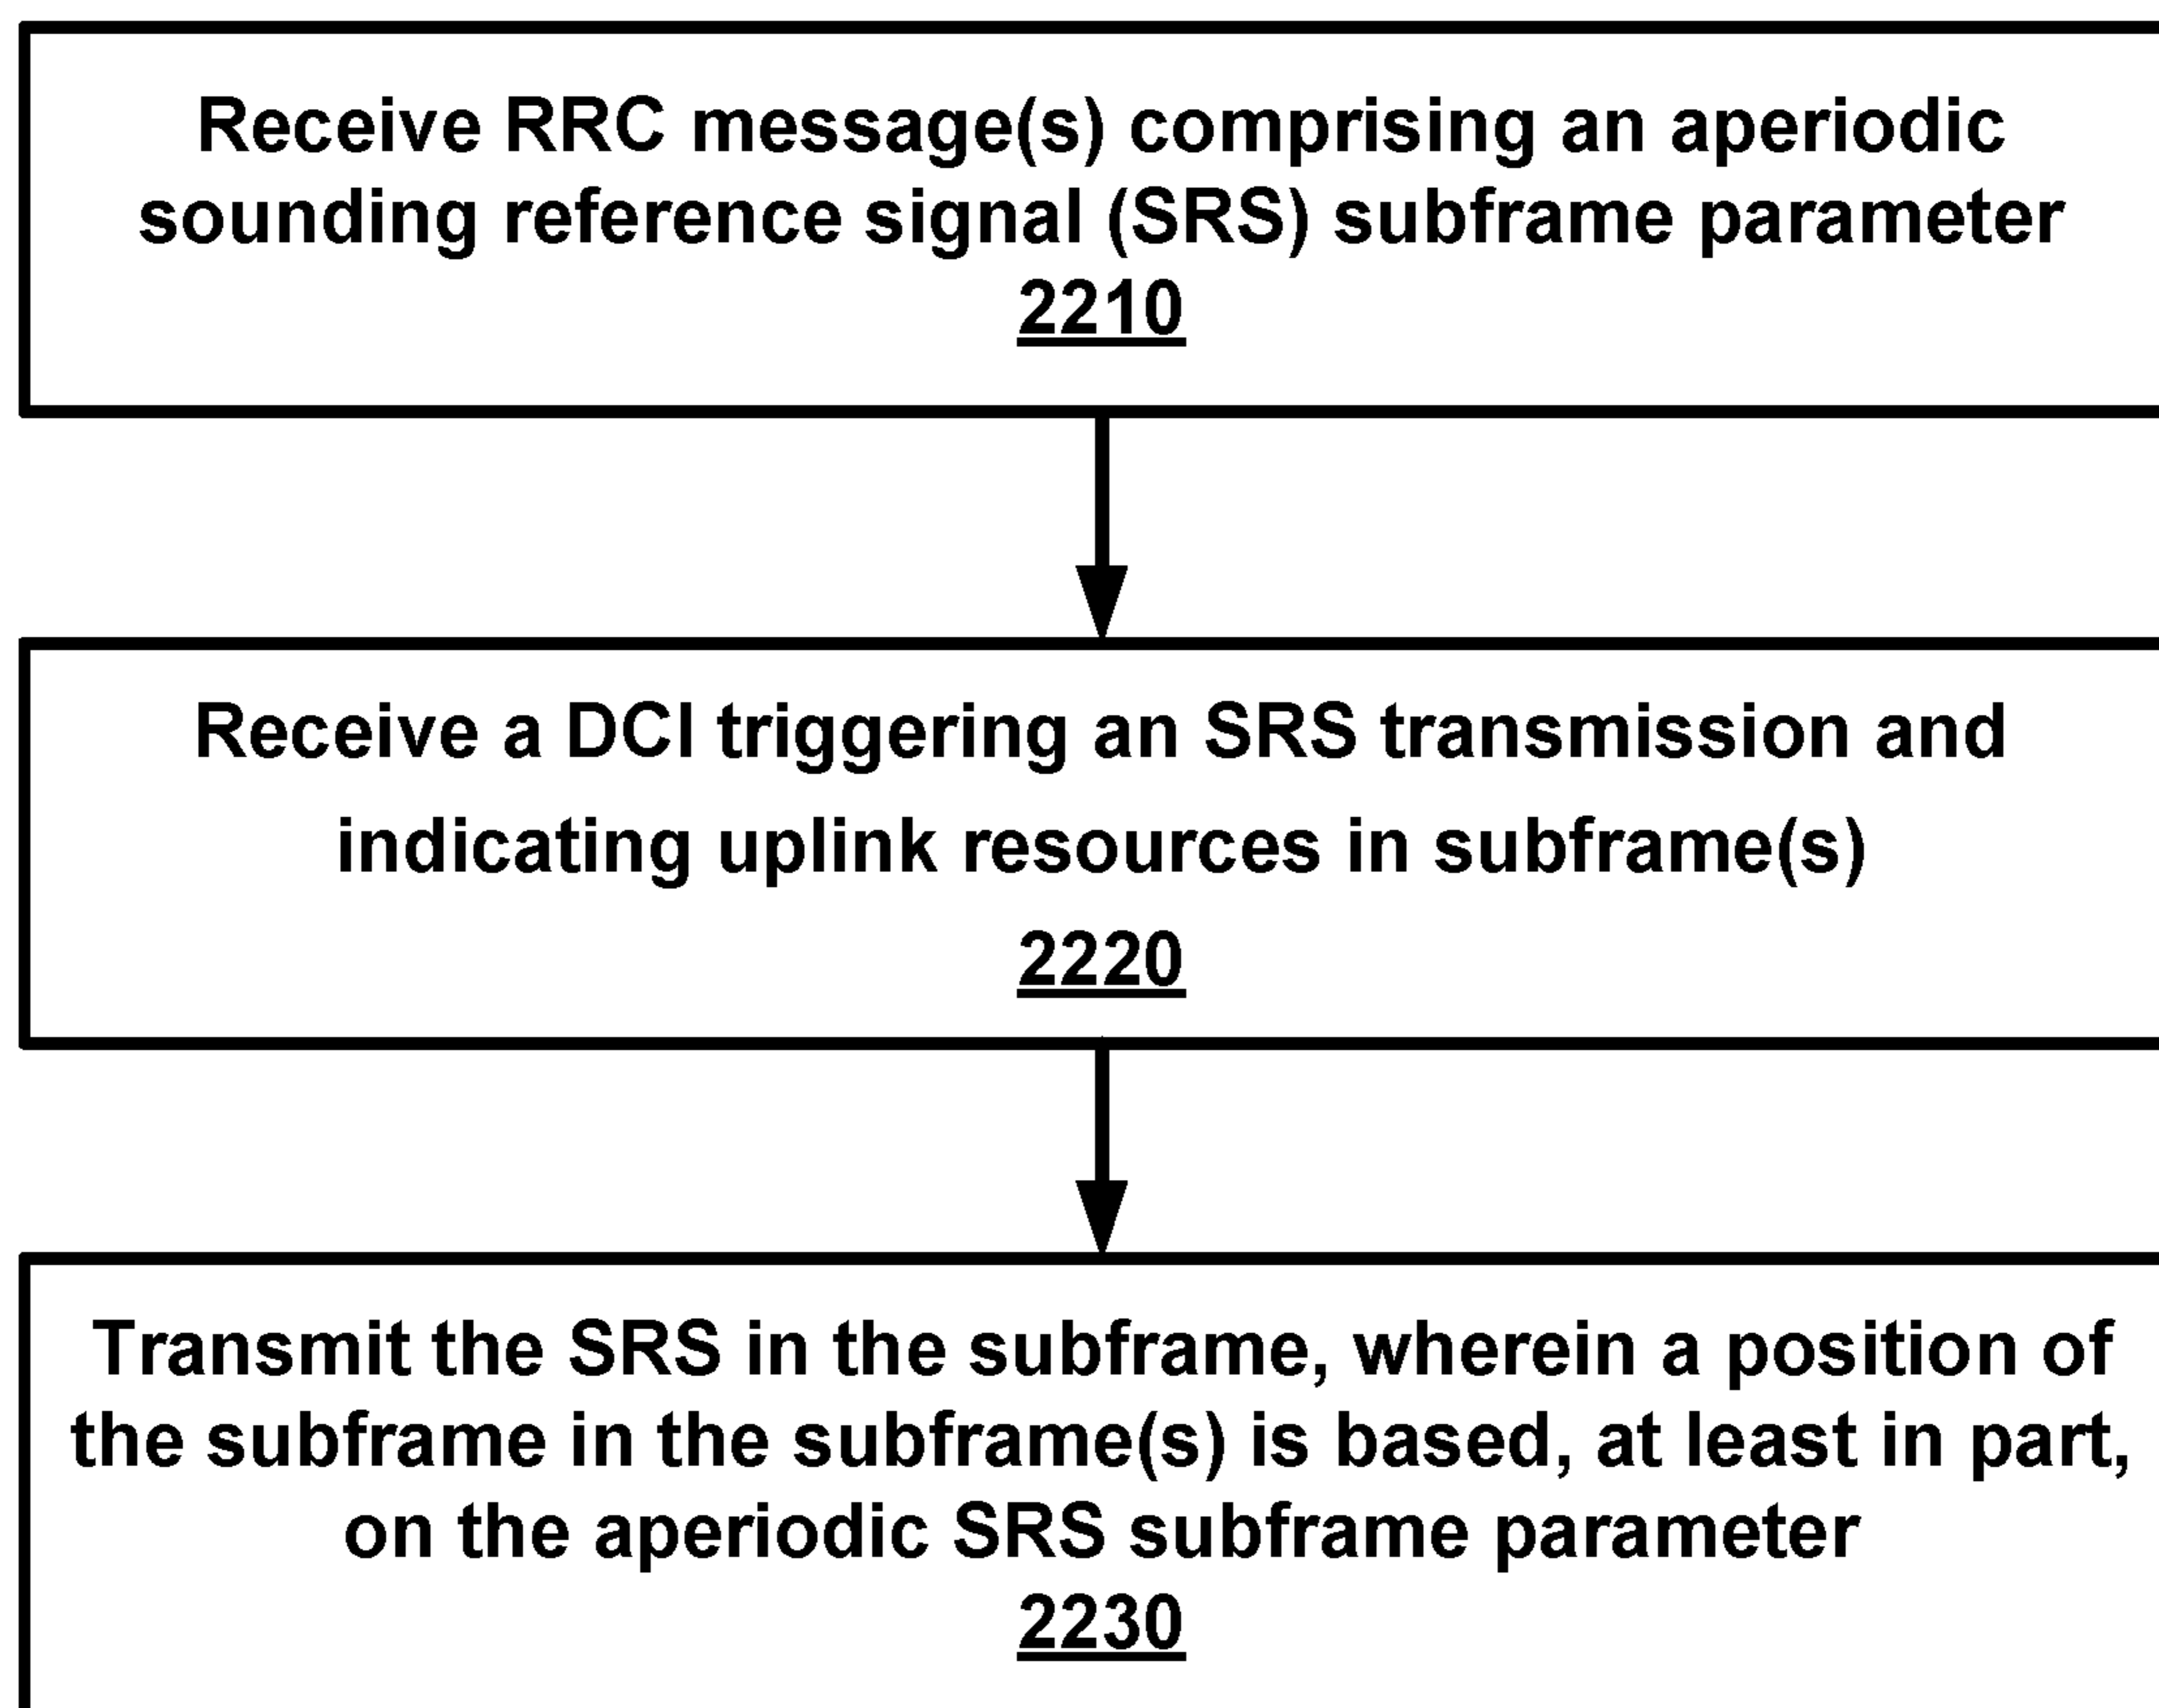 Receive RRC message(s) comprising an aperiodic
sounding reference signal (SRS) subframe parameter
2210
Receive a DCI triggering an SRS transmission and
indicating uplink resources in subframe(s)
2220
Transmit the SRS in the subframe, wherein a position of
the subframe in the subframe(s) is based, at least in part,
on the aperiodic SRS subframe parameter
2230